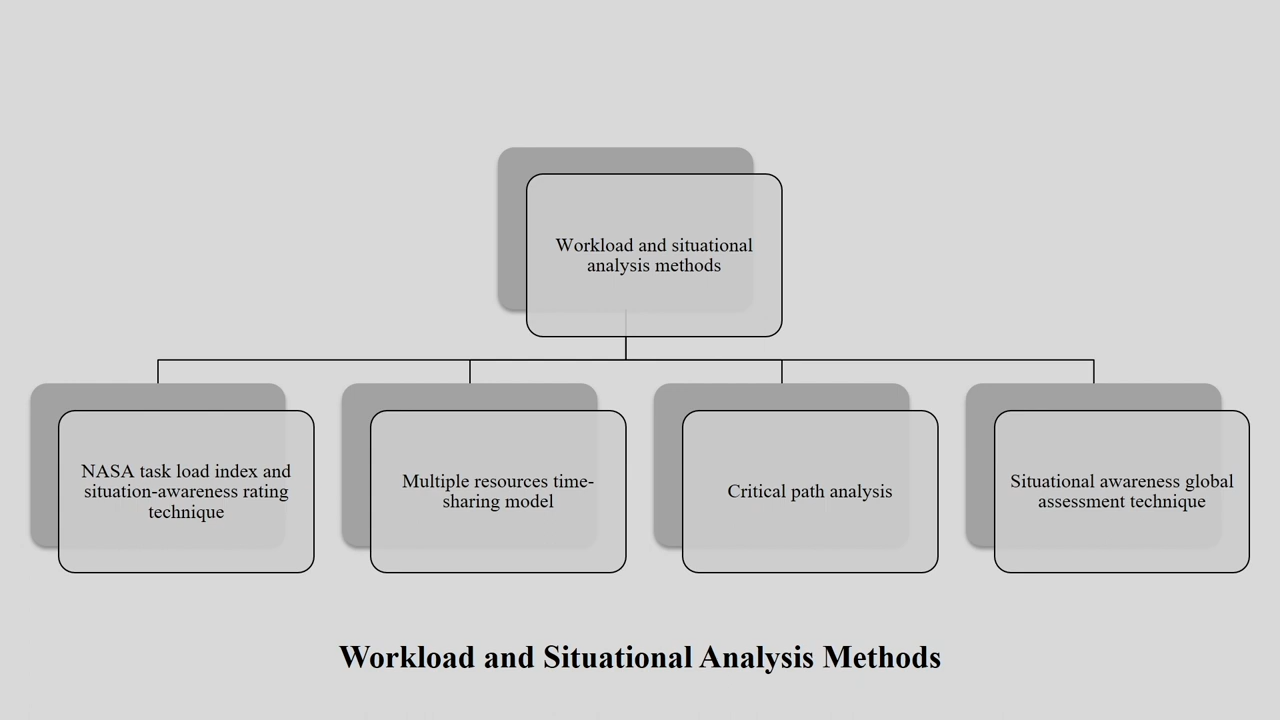 Workload and situational
analysis methods
NASA task load index and
situation-awareness rating
technique
Multiple resources time-
sharing model
Critical path analysis
Situational awareness global
assessment technique
Workload and Situational Analysis Methods